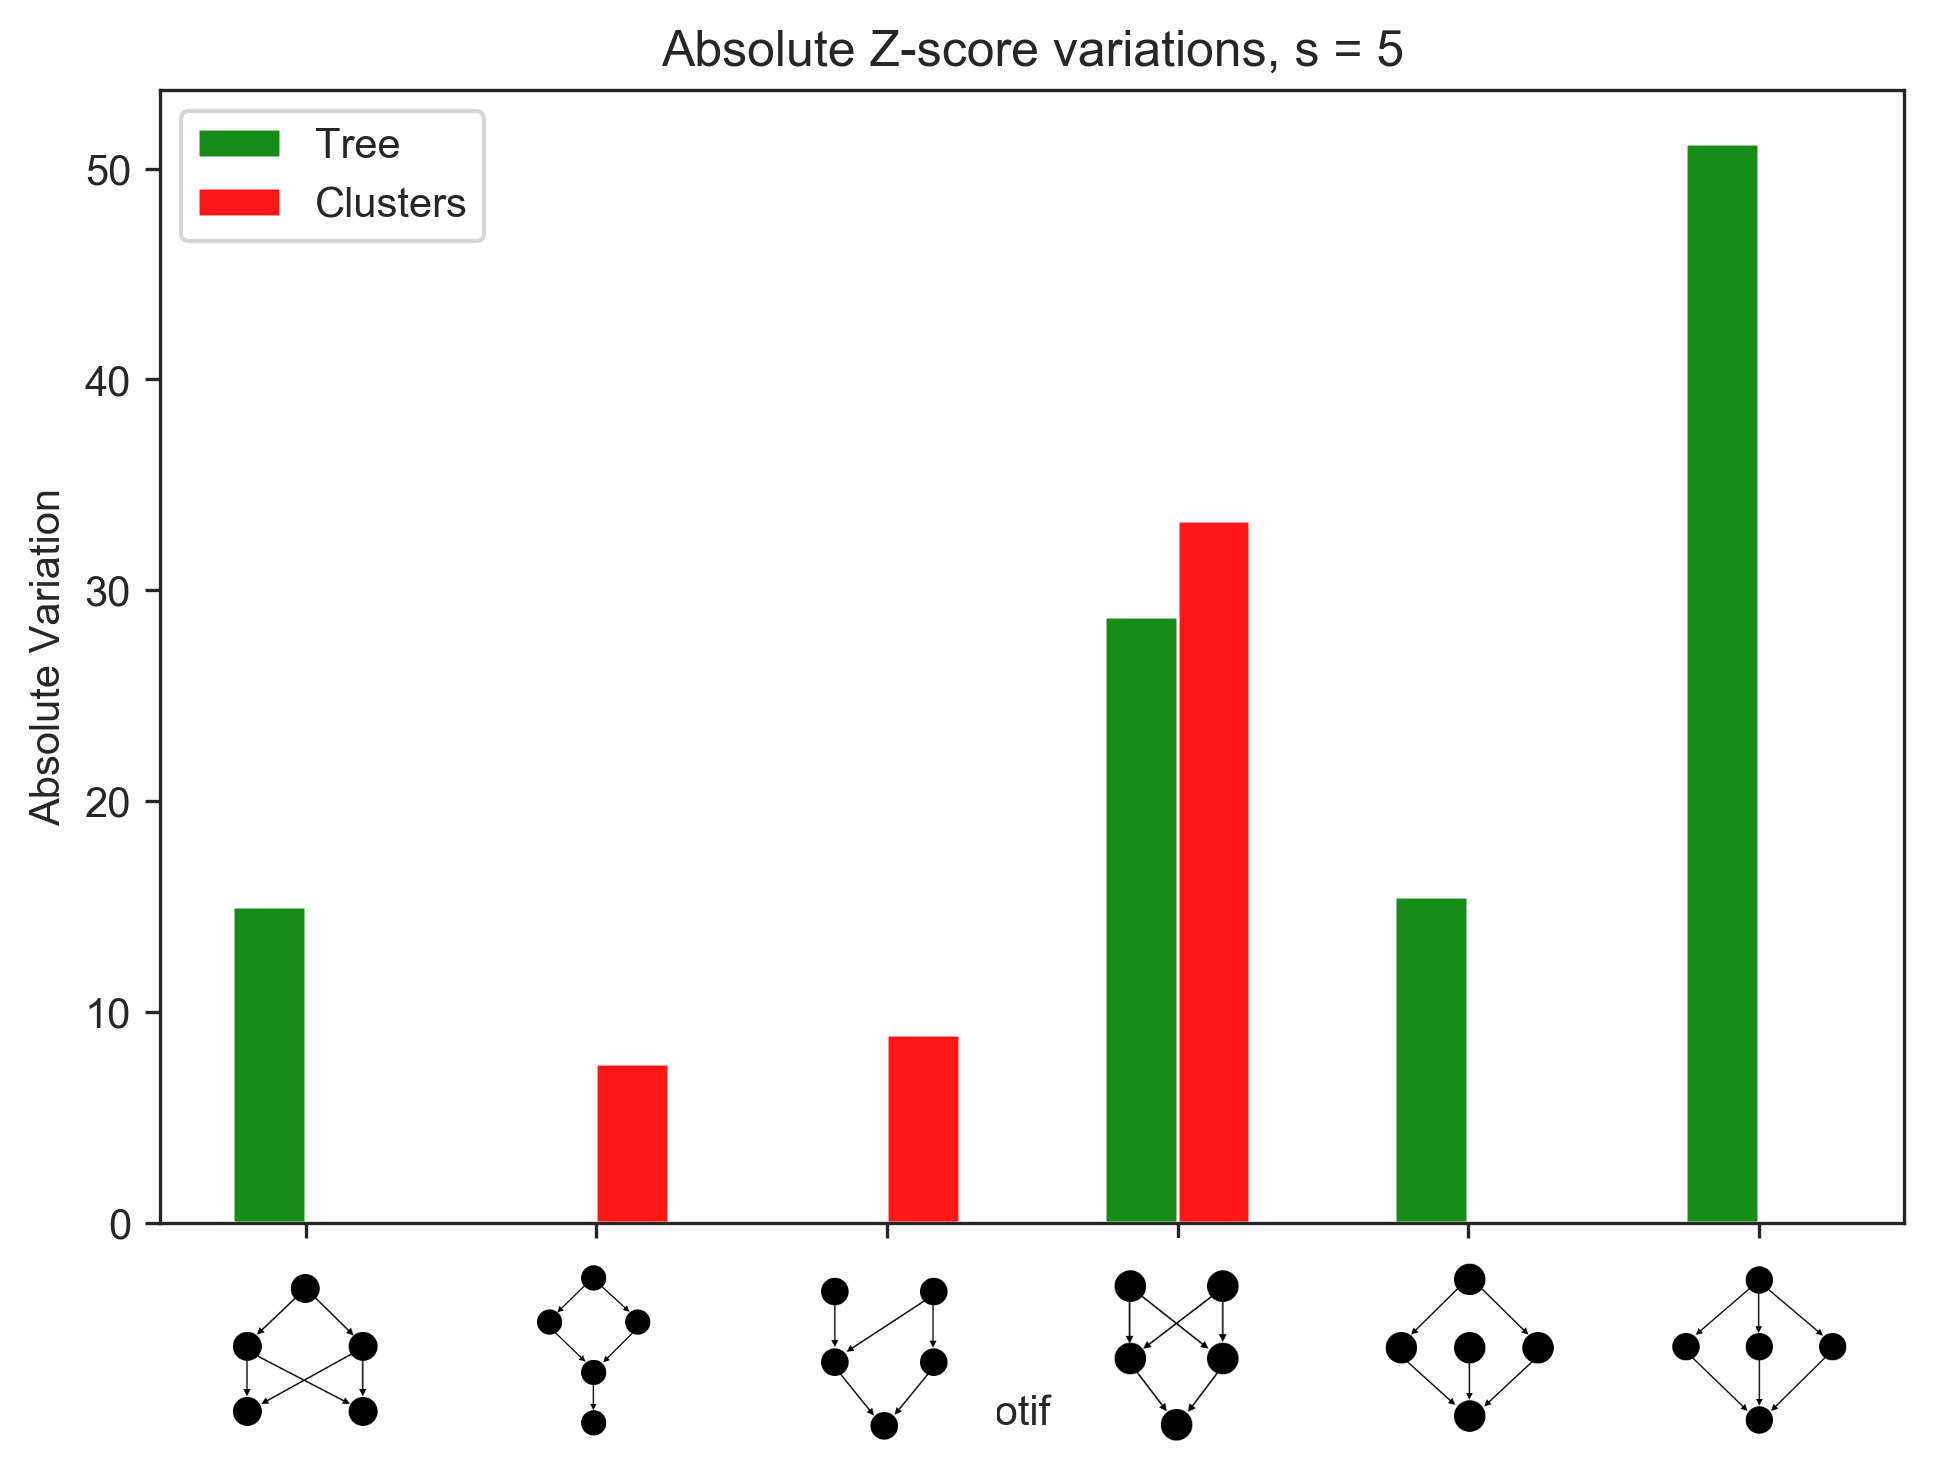 Absolute Z-score variations, s = 5
Tree
Clusters
Absolute Variation
50
40
30
20
10
0
otif